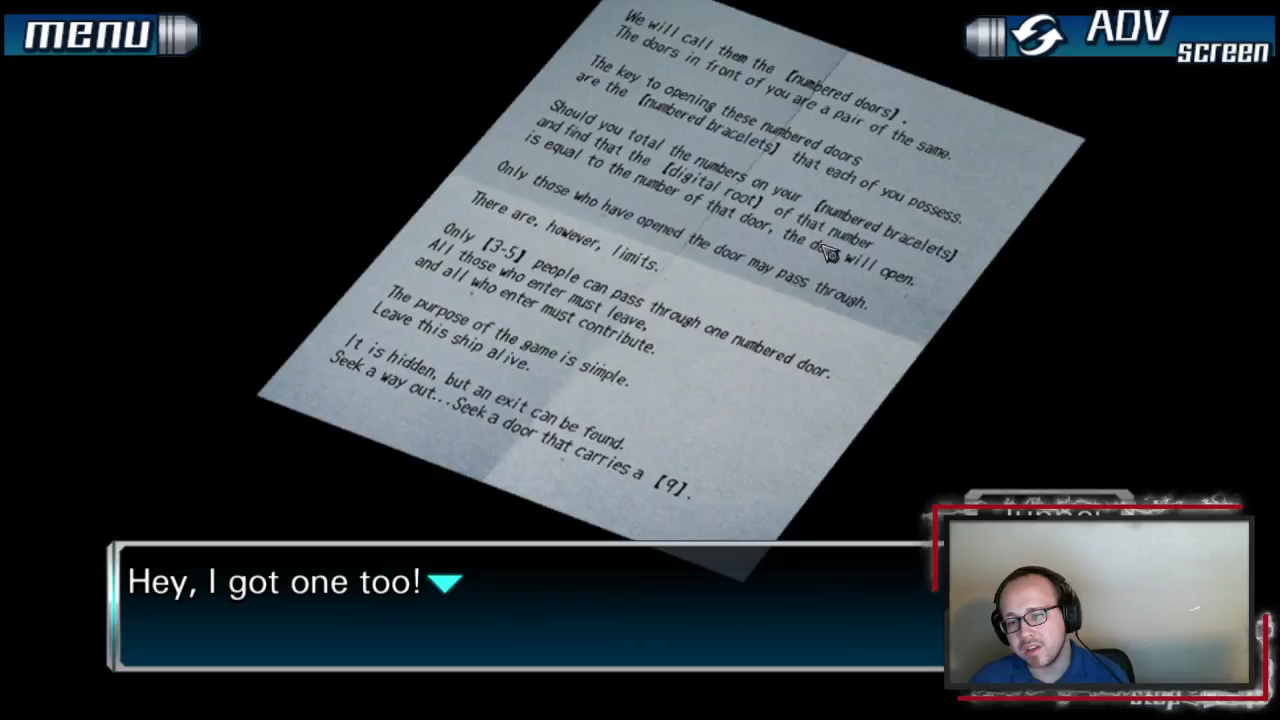 menu
ADV
screen
We will call them the [numbered doors].
The doors in front of you are a pair of the same.
The key to opening these numbered doors
are the [numbered bracelets] that each of you possess.
Should you total the numbers on your [numbered bracelets]
and find that the [digital root] of that number
is equal to the number of that door, the door will open.
Only those who have opened the door may pass through.
There are, however, limits.
Only [3-5] people can pass through one numbered door.
All those who enter must leave,
and all who enter must contribute.
The purpose of the game is simple.
Leave this ship alive.
It is hidden, but an exit can be found.
Seek a way out...Seek a door that carries a [9].
Hey, I got one too!